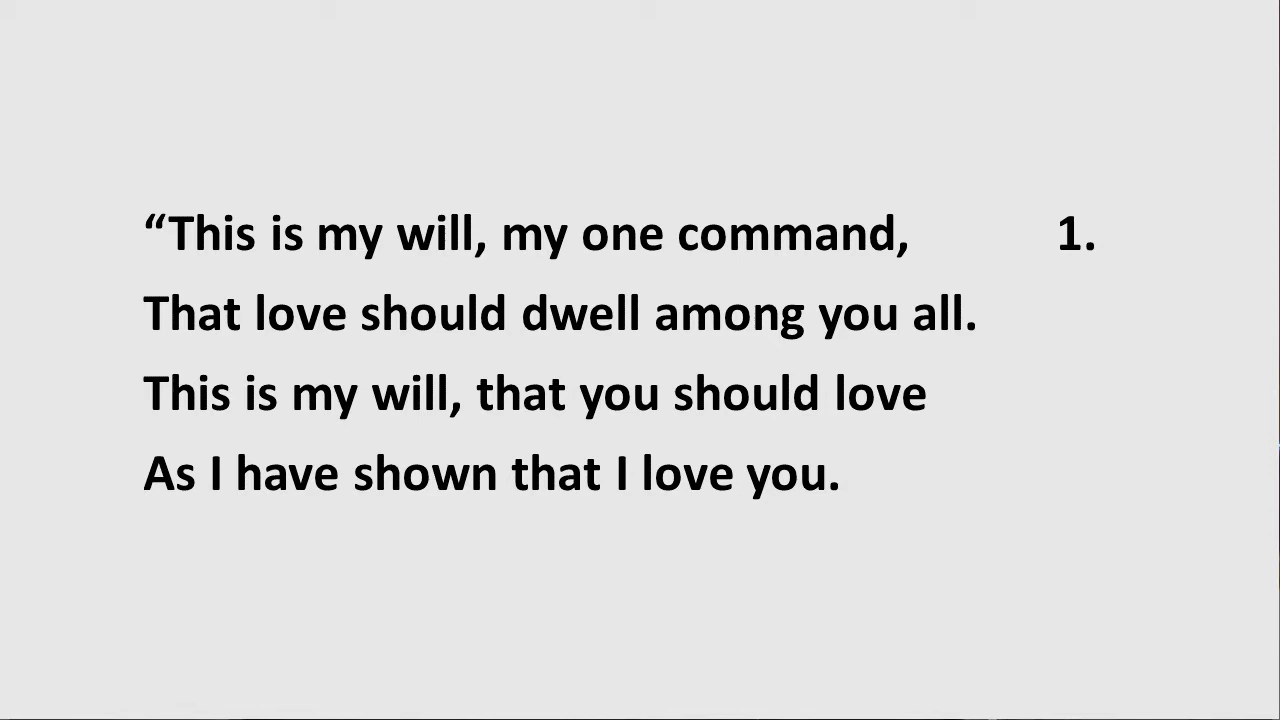 “This is my will, my one command, 1.
That love should dwell among you all.
This is my will, that you should love
As I have shown that I love you.